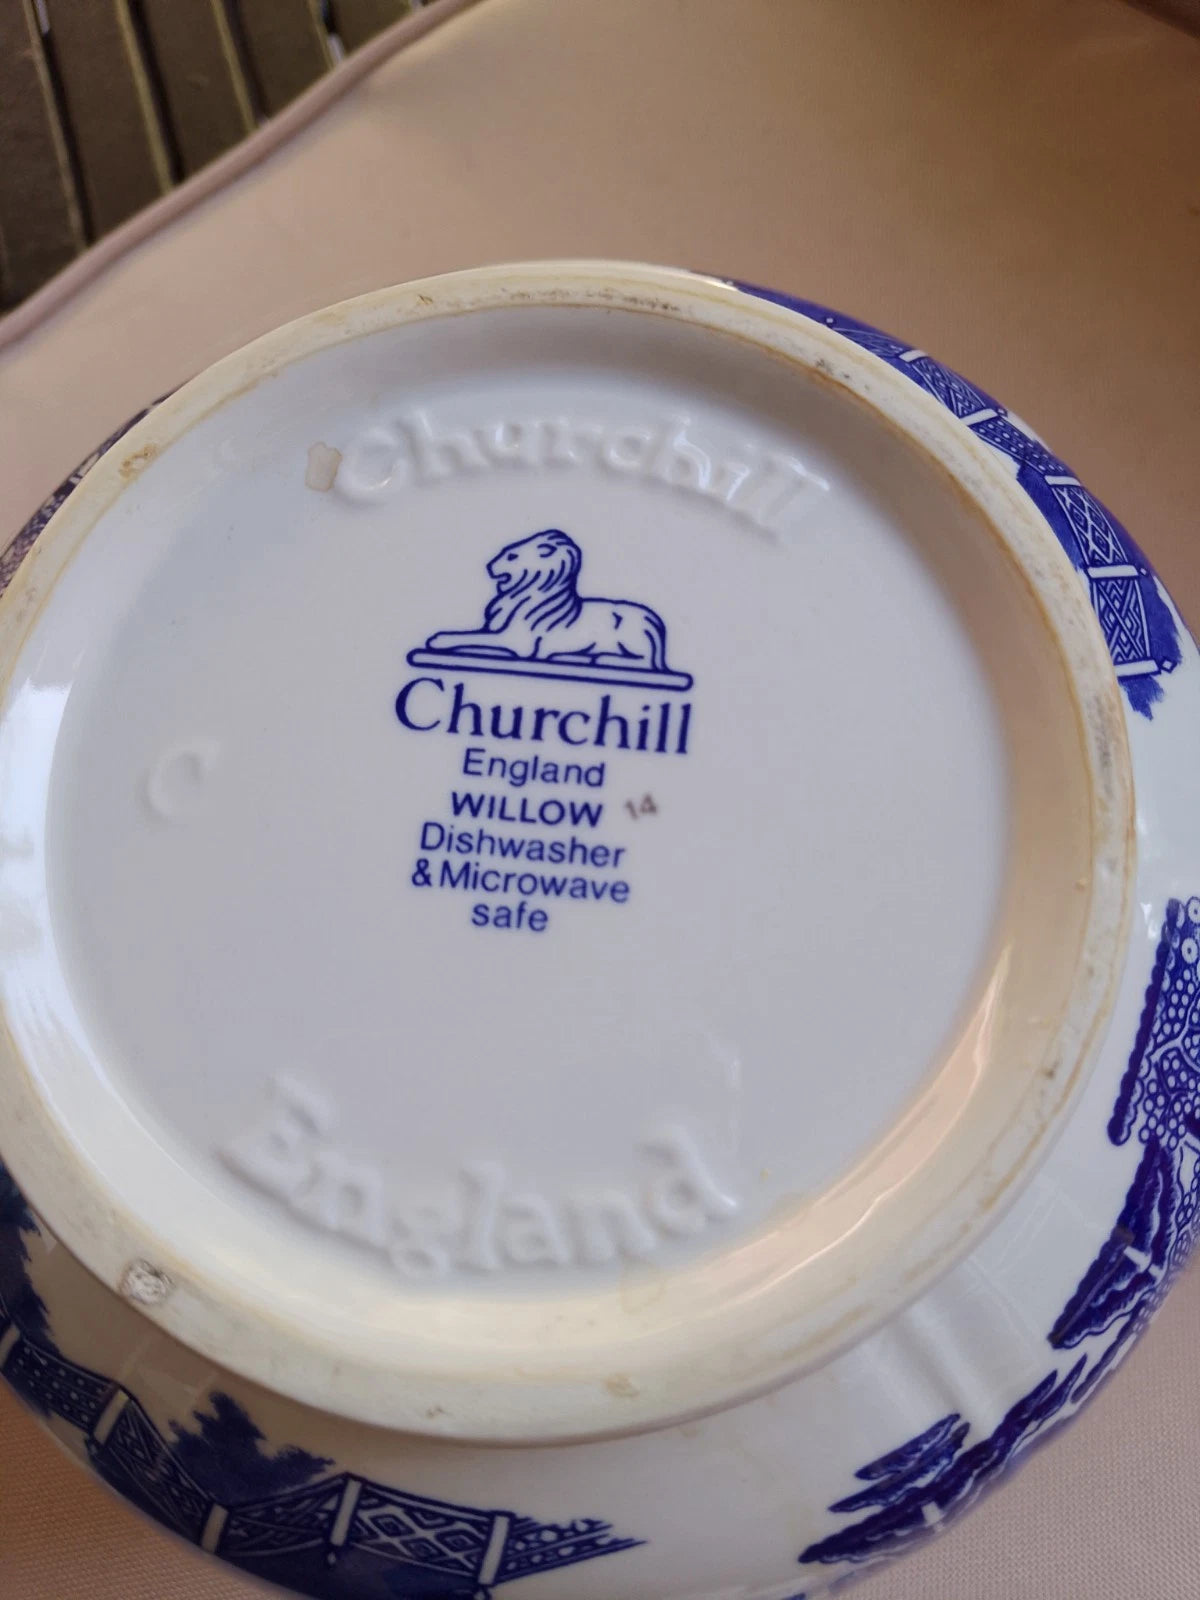 Churchill
Churchill
England
WILLOW 14
Dishwasher
&Microwave
safe
C
England